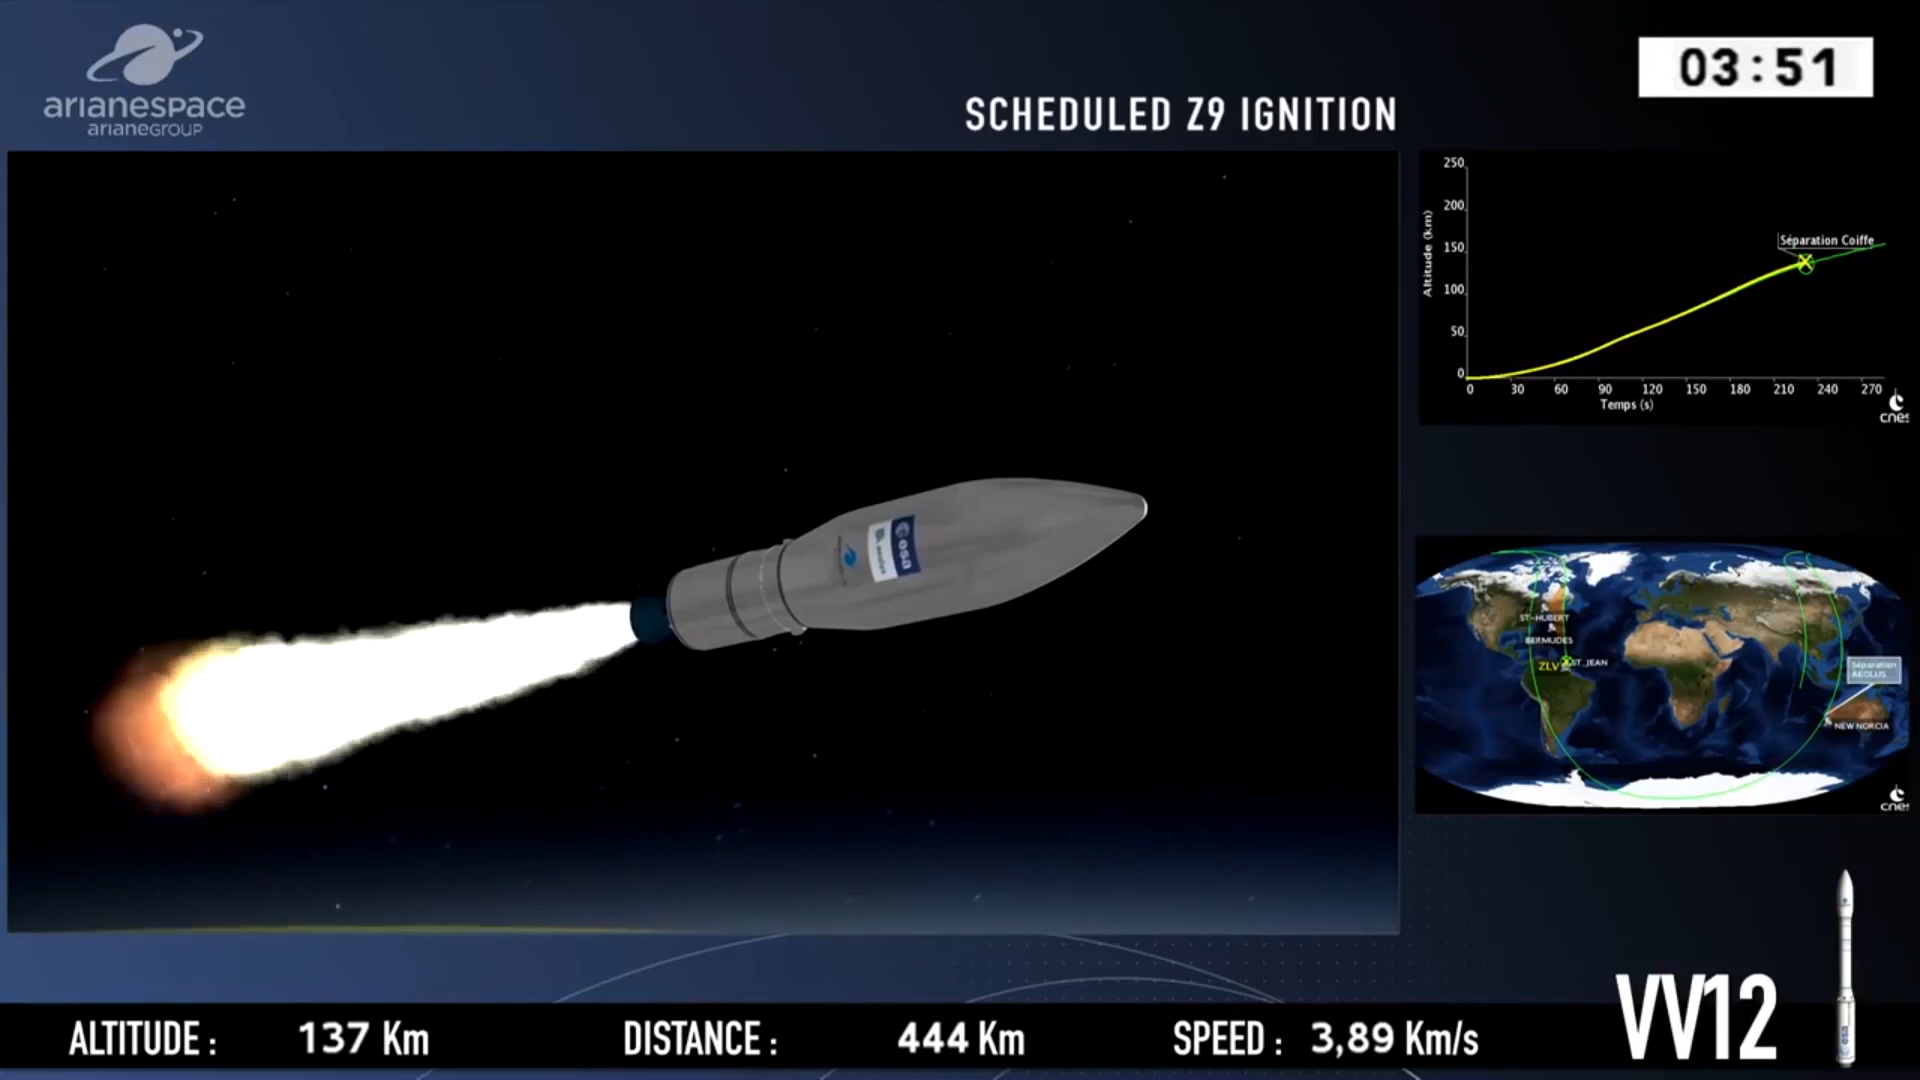 arianespace
arianeGROUP
SCHEDULED Z9 IGNITION
03:51
250
200
150
100
50
0
Altitude (km)
Séparation Coiffe
0 30 60 90 120 150 180 210 240 270
Temps (s)
cnes
esa
aeolus
ST-HUBERT
BERMUDES
ZLV ST_JEAN
Séparation
AEOLUS
NEW NORCIA
cnes
VV12
esa
ALTITUDE : 137 Km DISTANCE : 444 Km SPEED : 3,89 Km/s